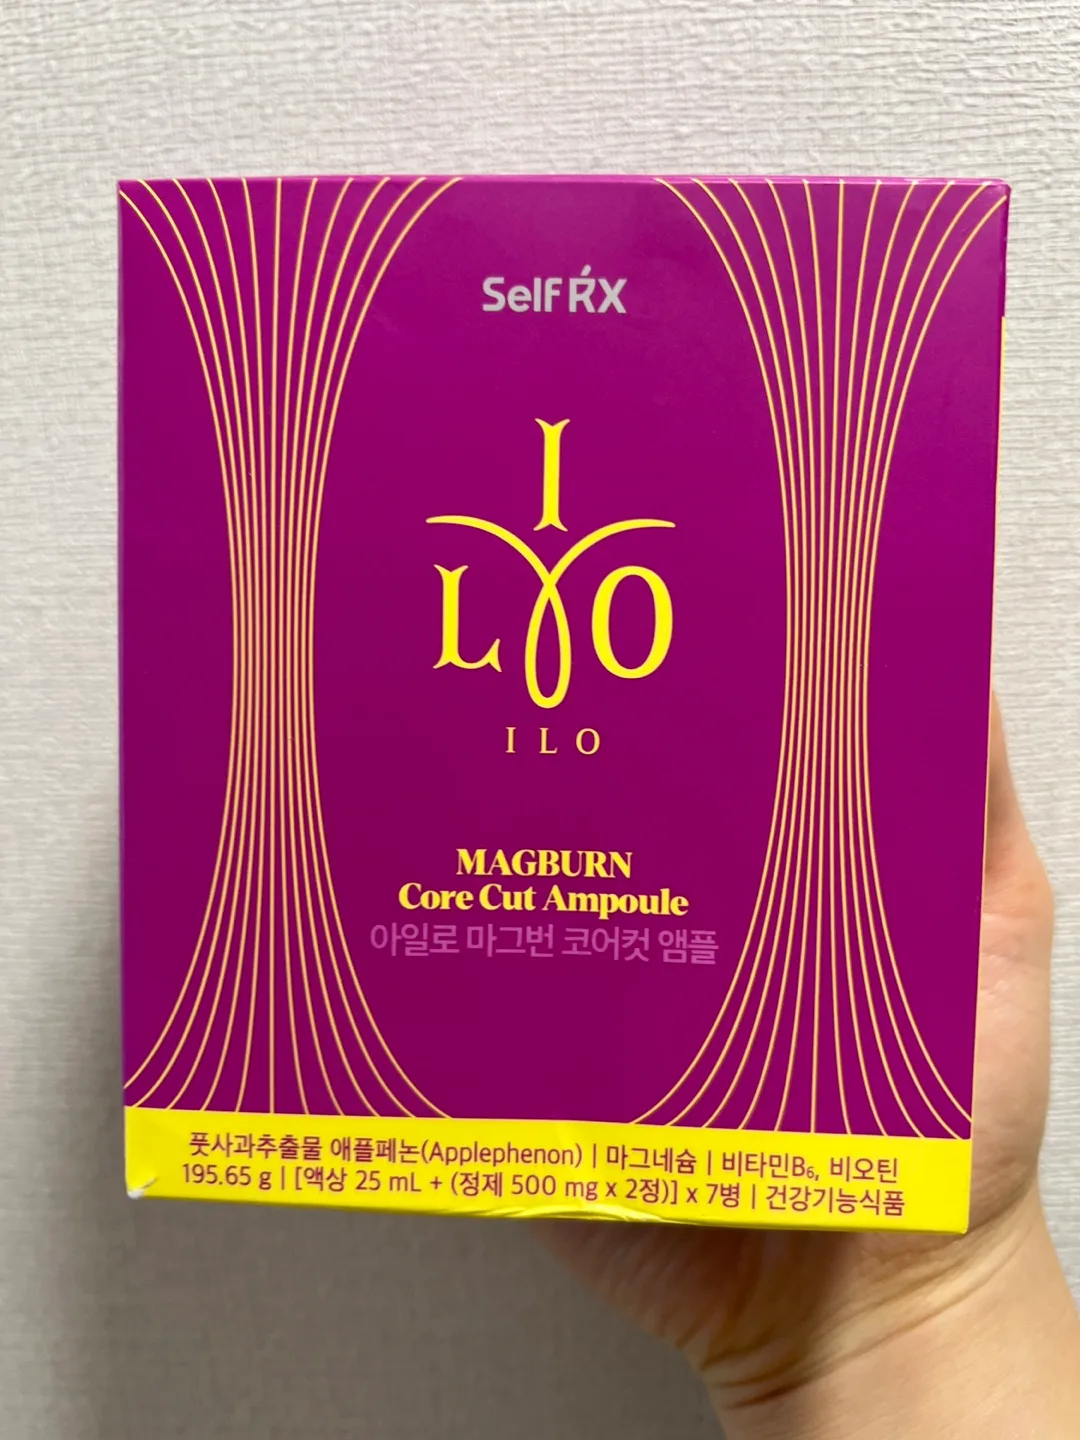 Self RX
I
L O
ILO
MAGBURN
Core Cut Ampoule
아일로 마그번 코어컷 앰플
풋사과추출물 애플페논(Applephenon) | 마그네슘 | 비타민B₆, 비오틴
195.65 g | [액상 25 mL + (정제 500 mg x 2정)] x 7병 | 건강기능식품